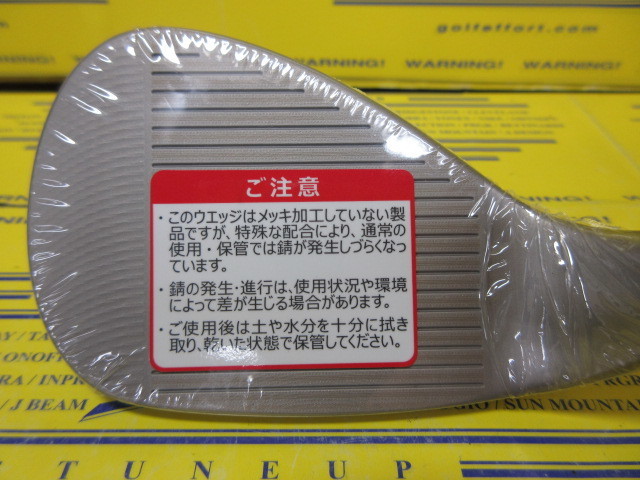 golfeffort.com
WARNING! WARNING! WARNING! WARNING!
ご注意
・このウエッジはメッキ加工していない製
品ですが、特殊な配合により、通常の
使用・保管では錆が発生しづらくなっ
ています。
・錆の発生・進行は、使用状況や環境
によって差が生じる場合があります。
・ご使用後は土や水分を十分に拭き
取り、乾いた状態で保管してください。
ONOFF
/ INPR
/ J BEAM /
/ SUN MOUNTA
TUNEUP